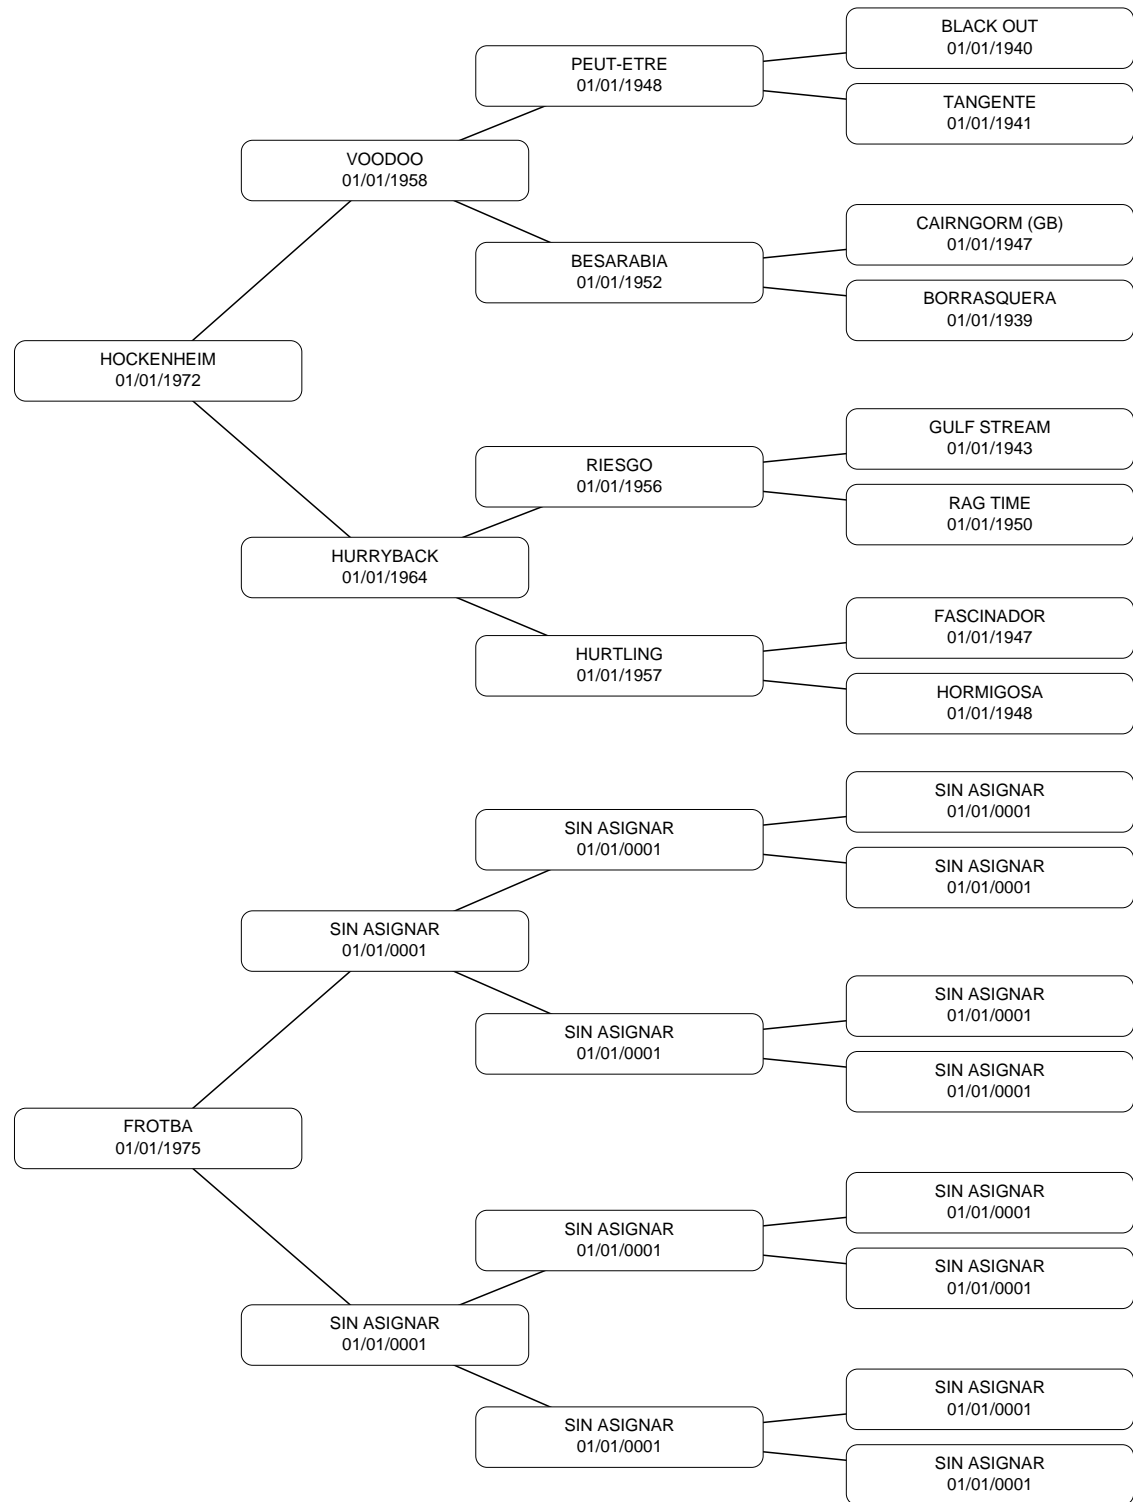 BLACK OUT
01/01/1940
PEUT-ETRE
01/01/1948
TANGENTE
01/01/1941
VOODOO
01/01/1958
CAIRNGORM (GB)
01/01/1947
BESARABIA
01/01/1952
BORRASQUERA
01/01/1939
HOCKENHEIM
01/01/1972
GULF STREAM
01/01/1943
RIESGO
01/01/1956
RAG TIME
01/01/1950
HURRYBACK
01/01/1964
FASCINADOR
01/01/1947
HURTLING
01/01/1957
HORMIGOSA
01/01/1948
SIN ASIGNAR
01/01/0001
SIN ASIGNAR
01/01/0001
SIN ASIGNAR
01/01/0001
SIN ASIGNAR
01/01/0001
SIN ASIGNAR
01/01/0001
SIN ASIGNAR
01/01/0001
SIN ASIGNAR
01/01/0001
FROTBA
01/01/1975
SIN ASIGNAR
01/01/0001
SIN ASIGNAR
01/01/0001
SIN ASIGNAR
01/01/0001
SIN ASIGNAR
01/01/0001
SIN ASIGNAR
01/01/0001
SIN ASIGNAR
01/01/0001
SIN ASIGNAR
01/01/0001